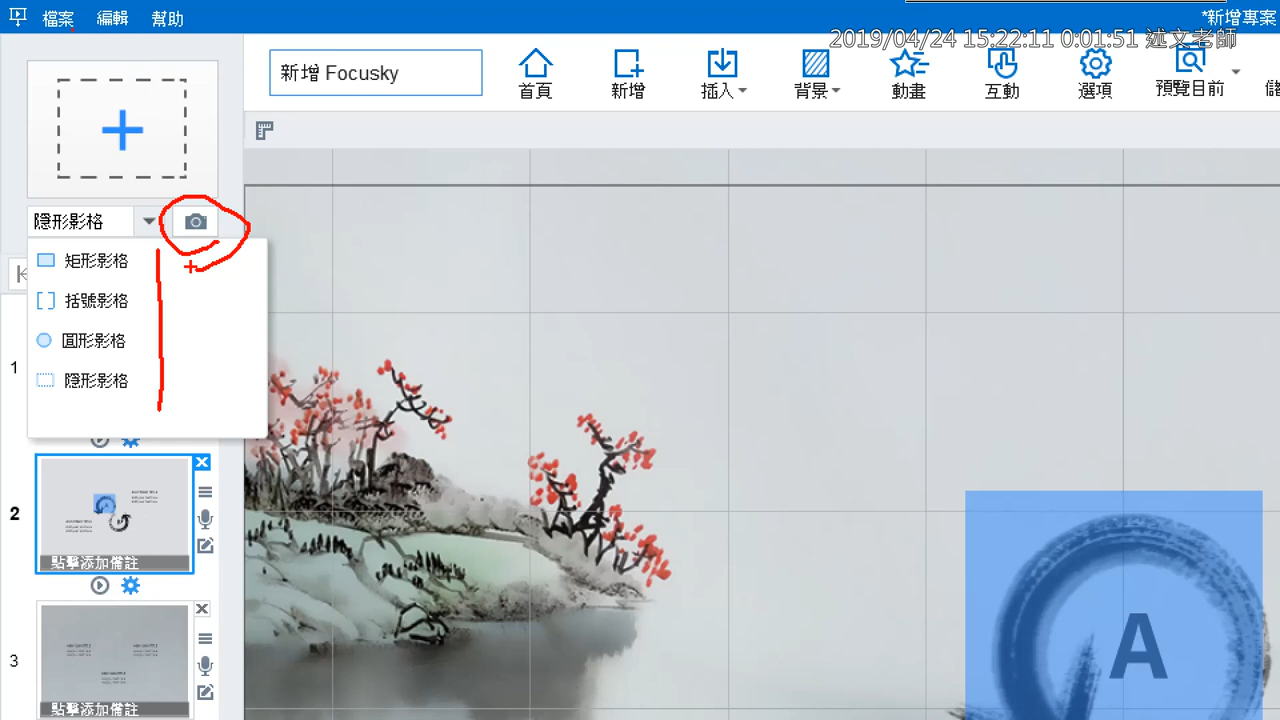 檔案 編輯 幫助 *新增專案
2019/04/24 15:22:11 0:01:51 述文老師
新增 Focusky 首頁 新增 插入 背景 動畫 互動 選項 預覽目前
隱形影格
矩形影格
括號影格
圓形影格
隱形影格
1
2
點擊添加備註
3
點擊添加備註
A